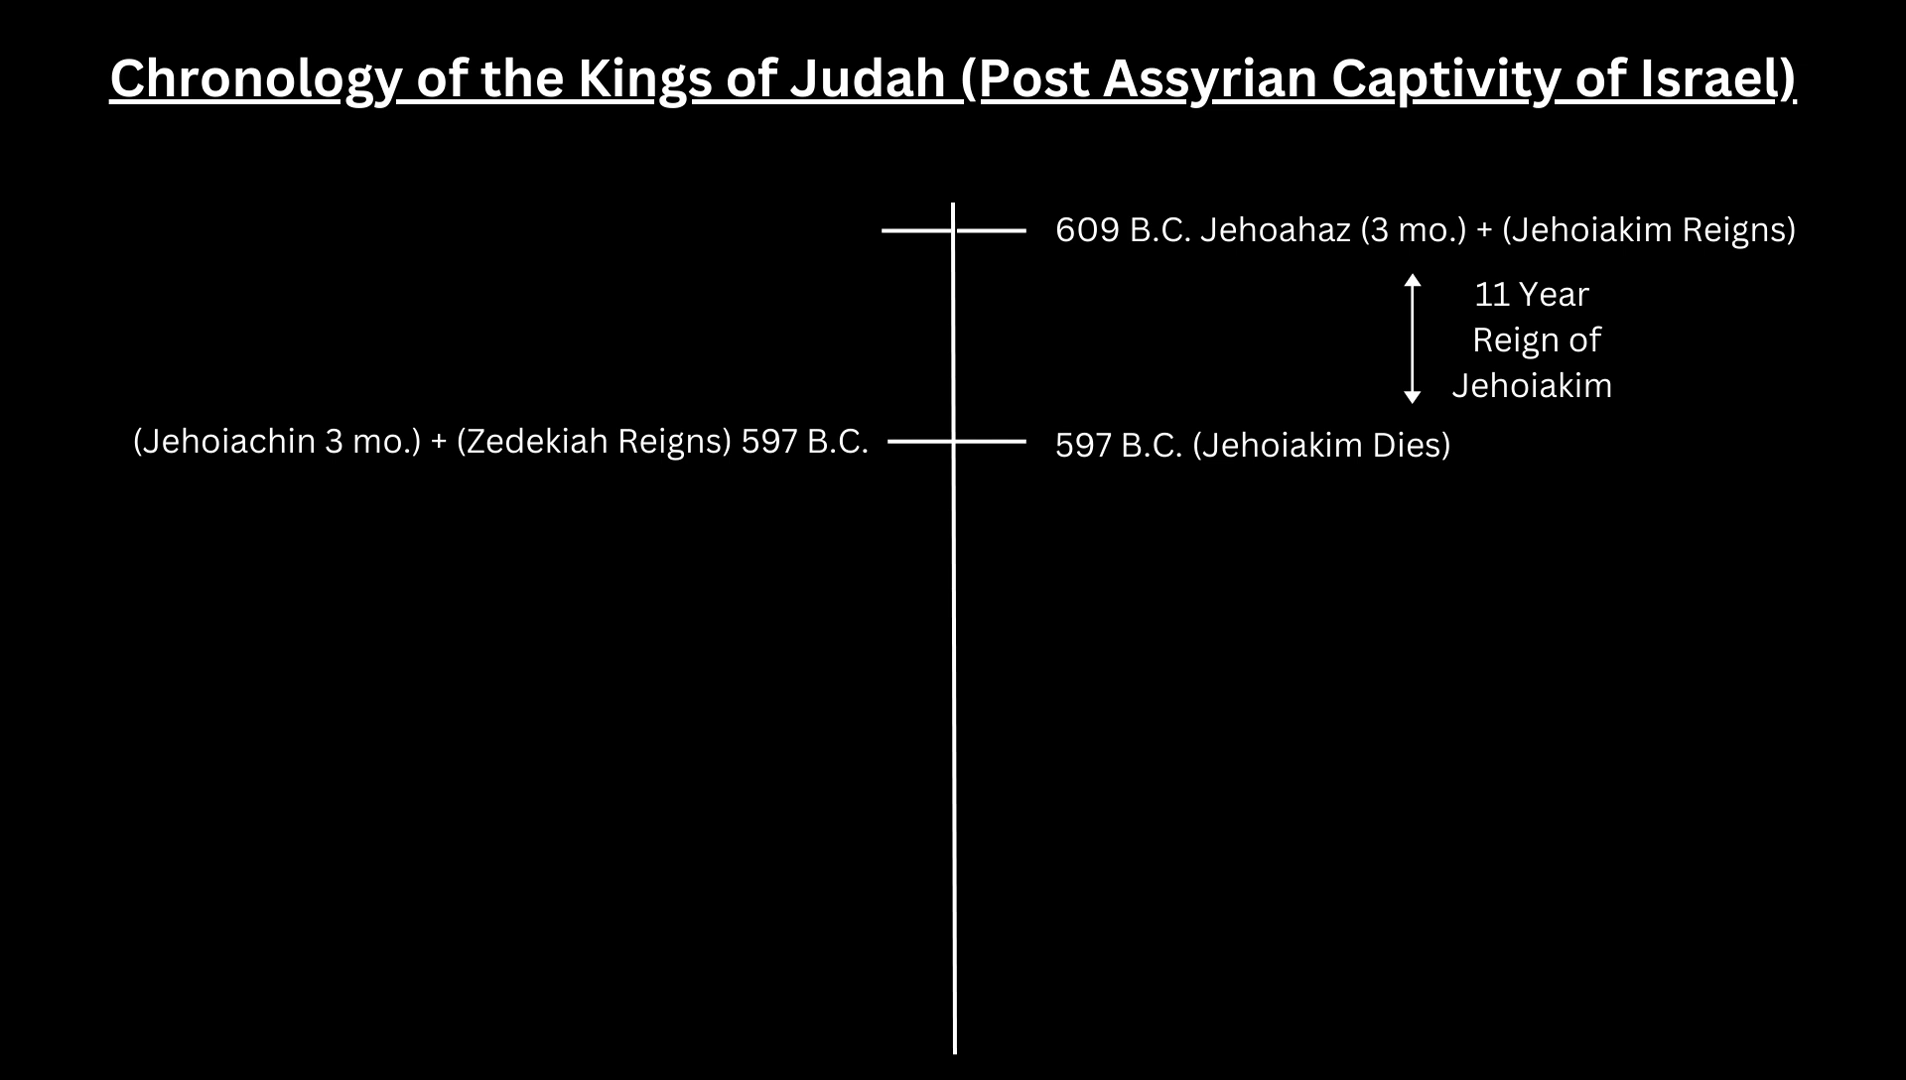 Chronology of the Kings of Judah (Post Assyrian Captivity of Israel)
609 B.C. Jehoahaz (3 mo.) + (Jehoiakim Reigns)
11 Year
Reign of
Jehoiakim
(Jehoiachin 3 mo.) + (Zedekiah Reigns) 597 B.C.
597 B.C. (Jehoiakim Dies)